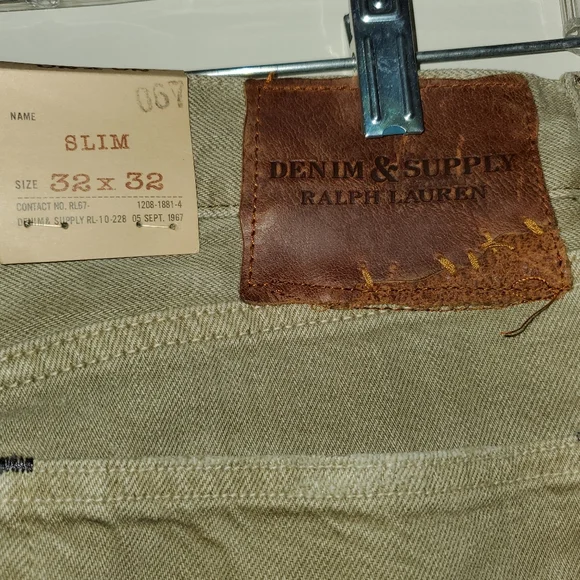 067
NAME
SLIM
SIZE 32 x 32
CONTACT NO. RL67- 1208-1881-4
DENIM & SUPPLY RL-10-228 05 SEPT. 1967
DENIM & SUPPLY
RALPH LAUREN